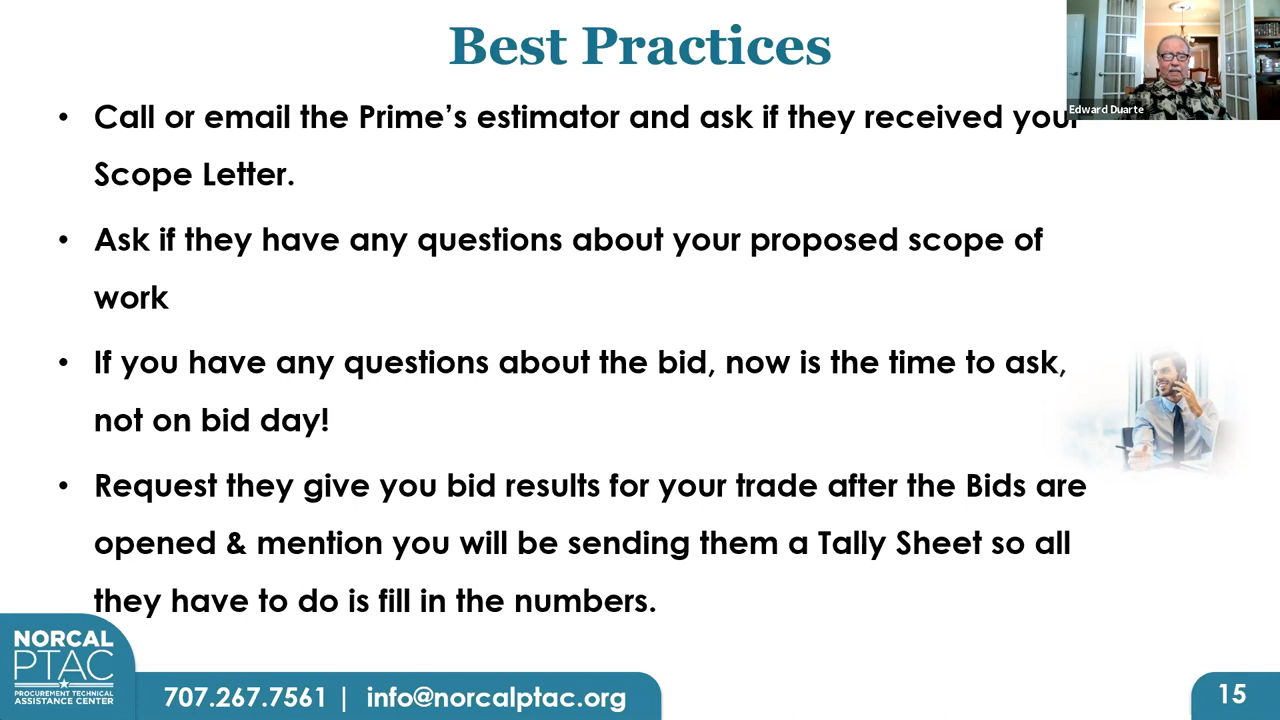 Best Practices
Edward Duarte
• Call or email the Prime’s estimator and ask if they received your
Scope Letter.
• Ask if they have any questions about your proposed scope of
work
• If you have any questions about the bid, now is the time to ask,
not on bid day!
• Request they give you bid results for your trade after the Bids are
opened & mention you will be sending them a Tally Sheet so all
they have to do is fill in the numbers.
NORCAL
PTAC
PROCUREMENT TECHNICAL
ASSISTANCE CENTER
707.267.7561 | info@norcalptac.org
15